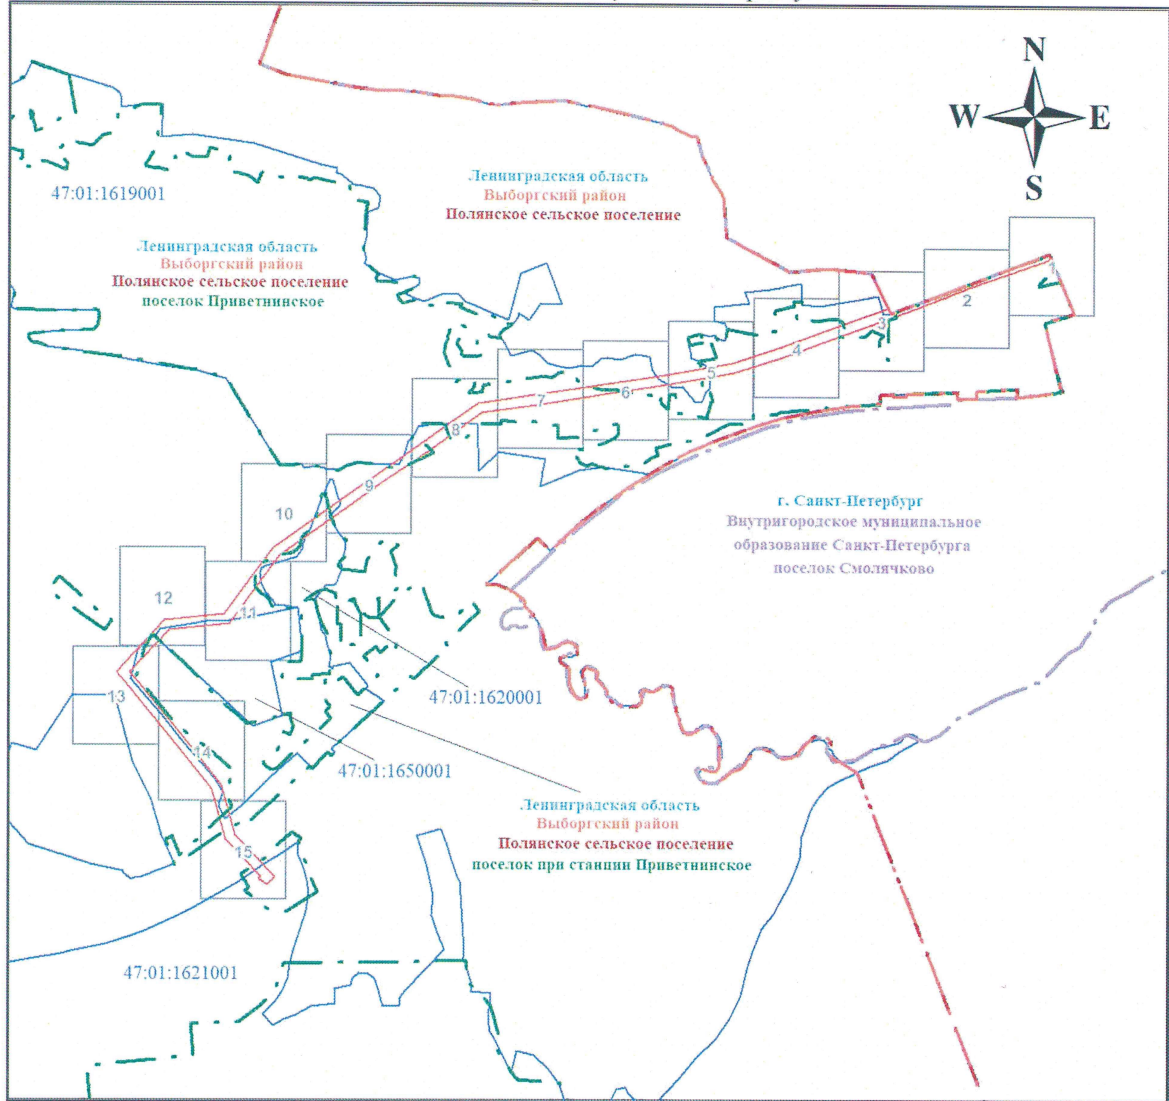 N
W E
S
47:01:1619001
Ленинградская область
Выборгский район
Полянское сельское поселение
Ленинградская область
Выборгский район
Полянское сельское поселение
поселок Приветнинское
1
2
3
4
5
6
7
8
9
10
11
12
13
14
15
г. Санкт-Петербург
Внутригородское муниципальное
образование Санкт-Петербурга
поселок Смолячково
47:01:1620001
47:01:1650001
Ленинградская область
Выборгский район
Полянское сельское поселение
поселок при станции Приветнинское
47:01:1621001